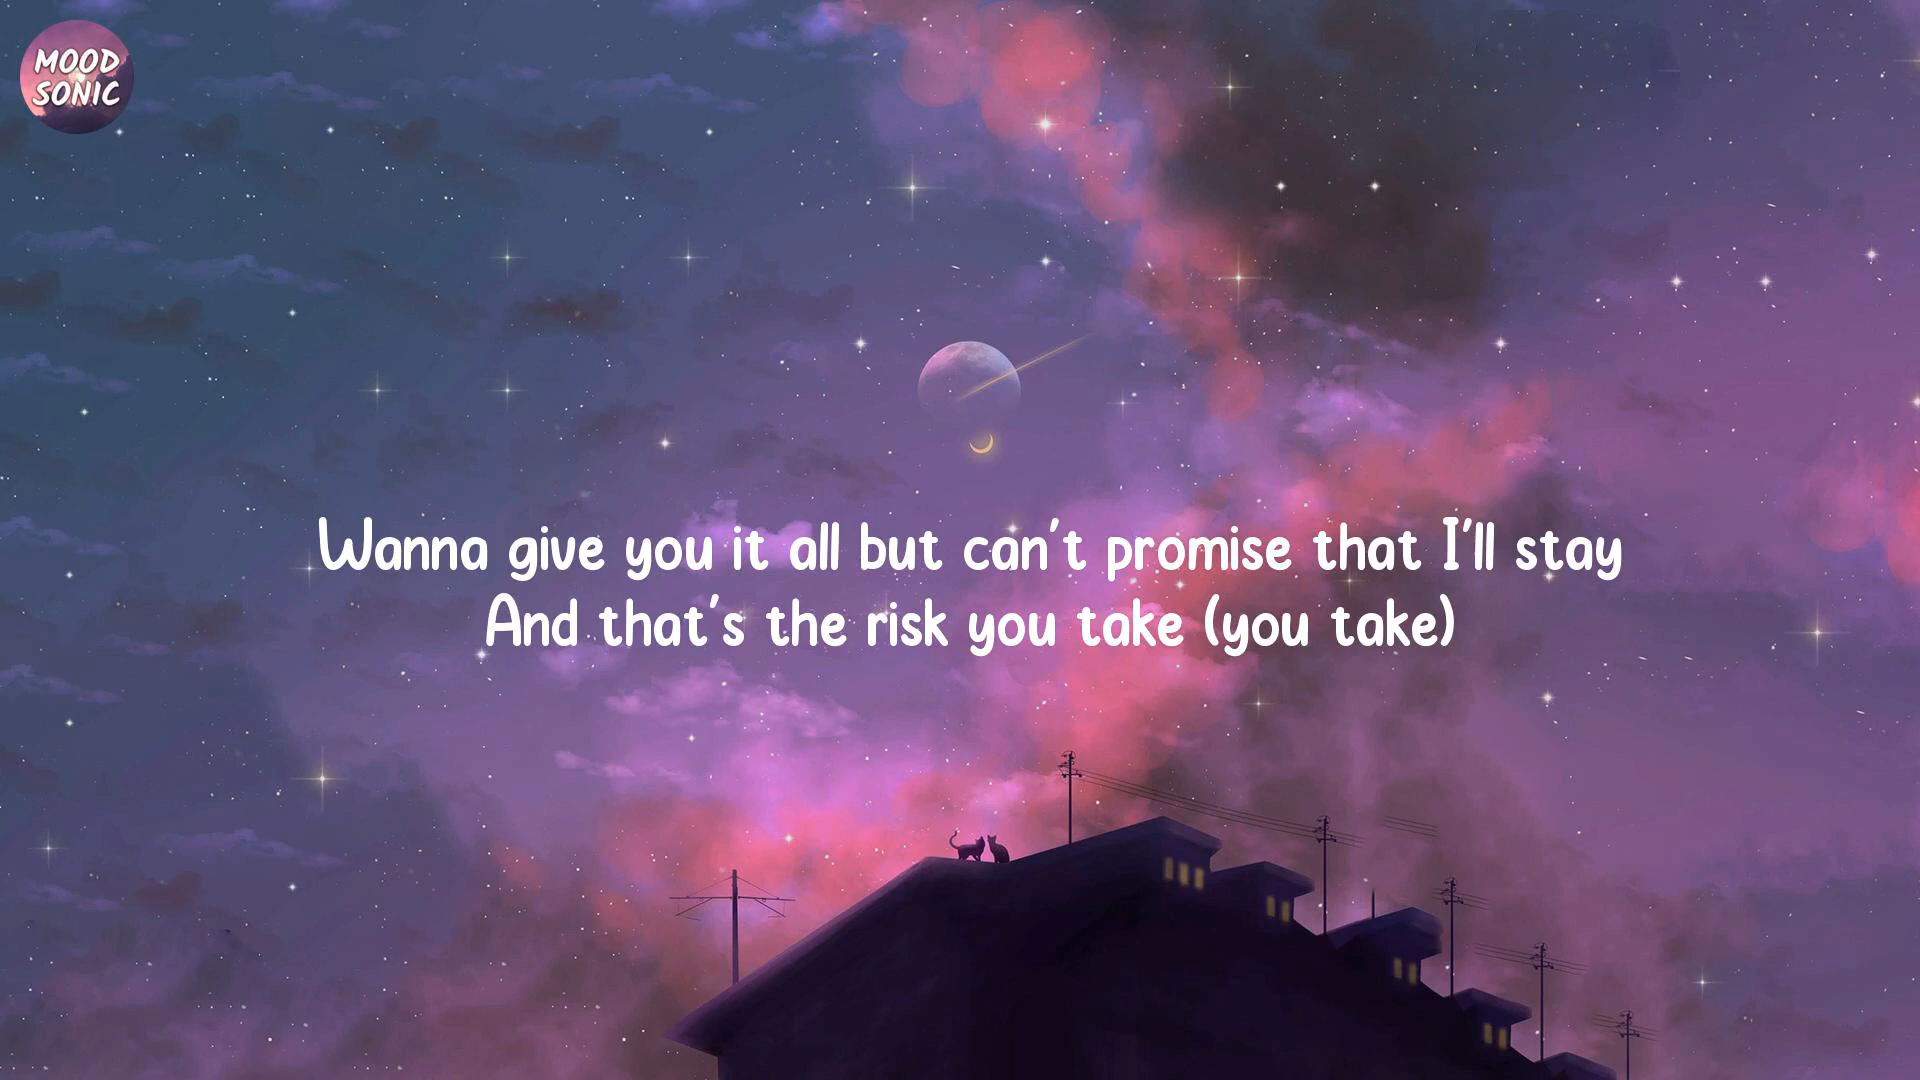 MOOD
SONIC
Wanna give you it all but can't promise that I'll stay
And that's the risk you take (you take)